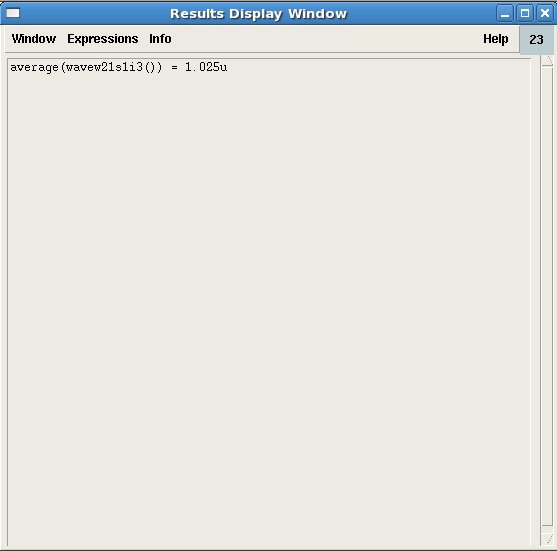 Results Display Window
Window Expressions Info Help 23
average(wavew21s1i3()) = 1.025u